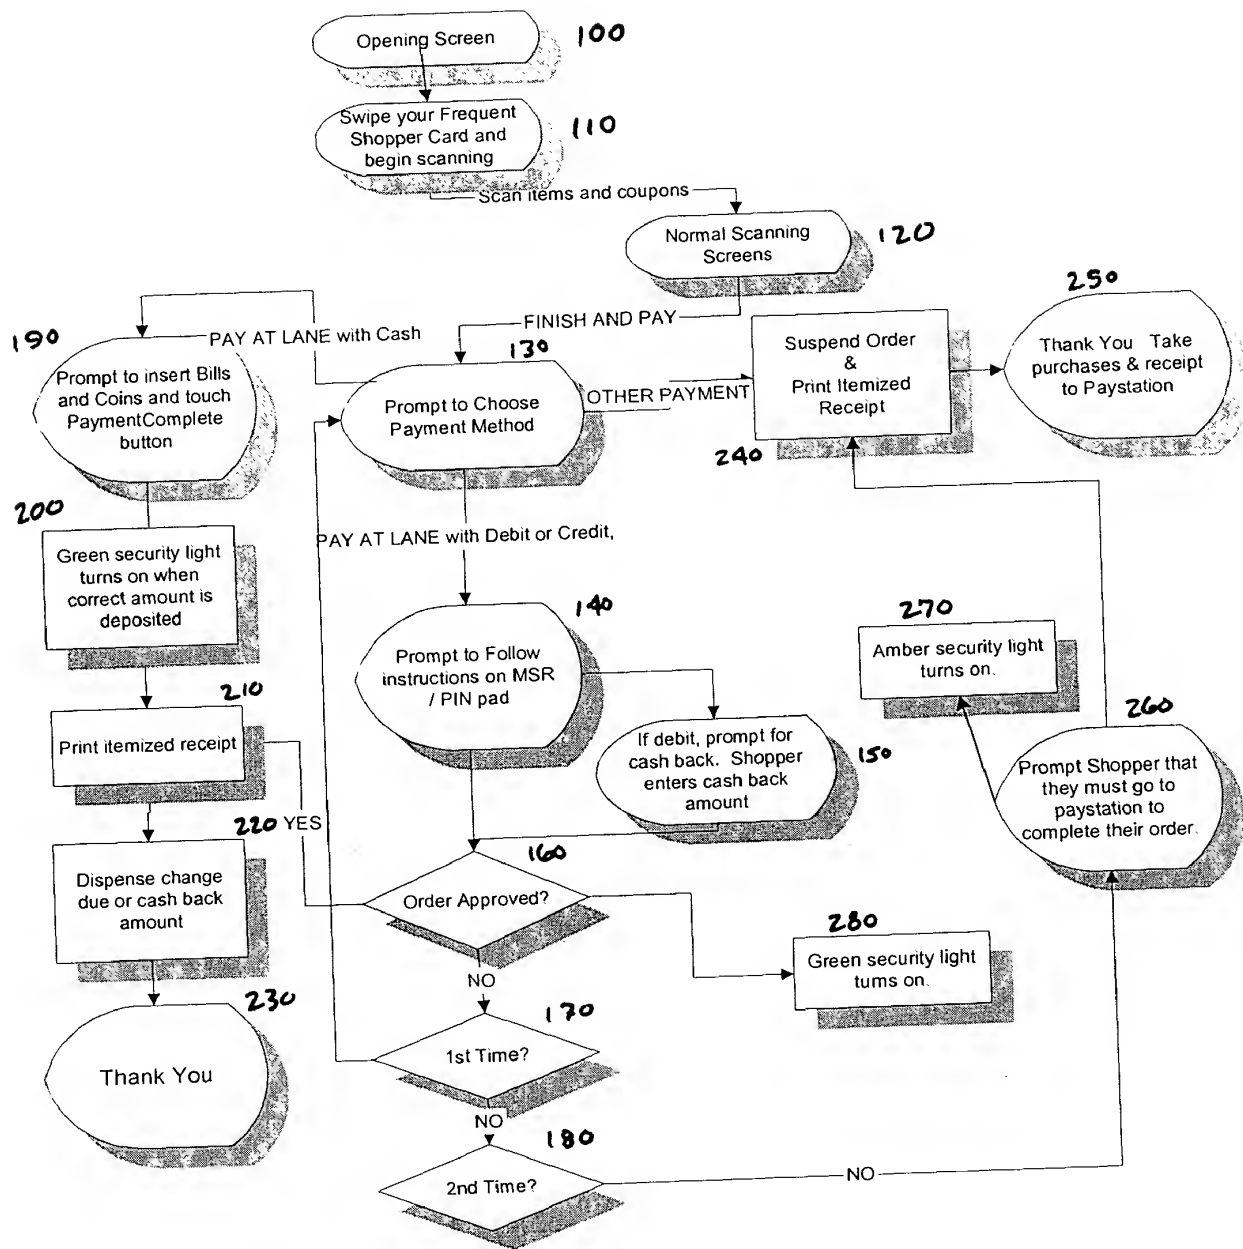 Opening Screen
100
Swipe your Frequent
Shopper Card and
begin scanning
110
Scan items and coupons
Normal Scanning
Screens
120
FINISH AND PAY
PAY AT LANE with Cash
190
Prompt to insert Bills
and Coins and touch
PaymentComplete
button
130
Prompt to Choose
Payment Method
OTHER PAYMENT
Suspend Order
&
Print Itemized
Receipt
240
250
Thank You Take
purchases & receipt
to Paystation
200
Green security light
turns on when
correct amount is
deposited
PAY AT LANE with Debit or Credit,
140
Prompt to Follow
instructions on MSR
/ PIN pad
270
Amber security light
turns on.
210
Print itemized receipt
If debit, prompt for
cash back. Shopper
enters cash back
amount
150
260
Prompt Shopper that
they must go to
paystation to
complete their order.
220
YES
Dispense change
due or cash back
amount
160
Order Approved?
280
Green security light
turns on.
NO
230
Thank You
170
1st Time?
NO
180
2nd Time?
NO